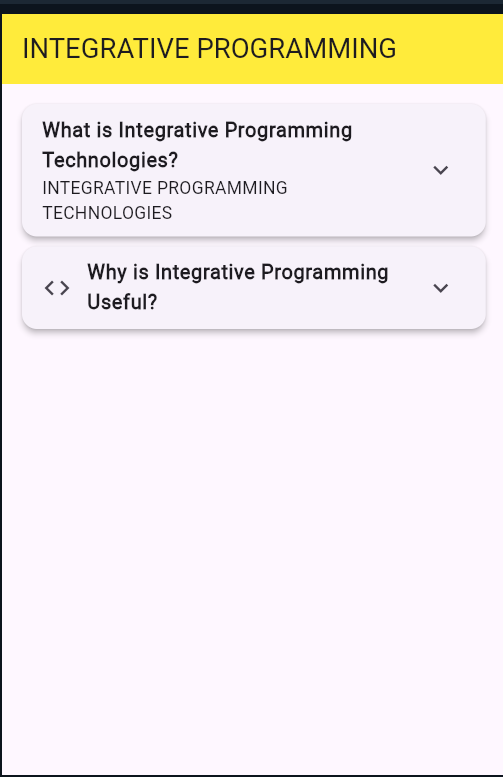 INTEGRATIVE PROGRAMMING
What is Integrative Programming
Technologies?
INTEGRATIVE PROGRAMMING
TECHNOLOGIES
Why is Integrative Programming
Useful?